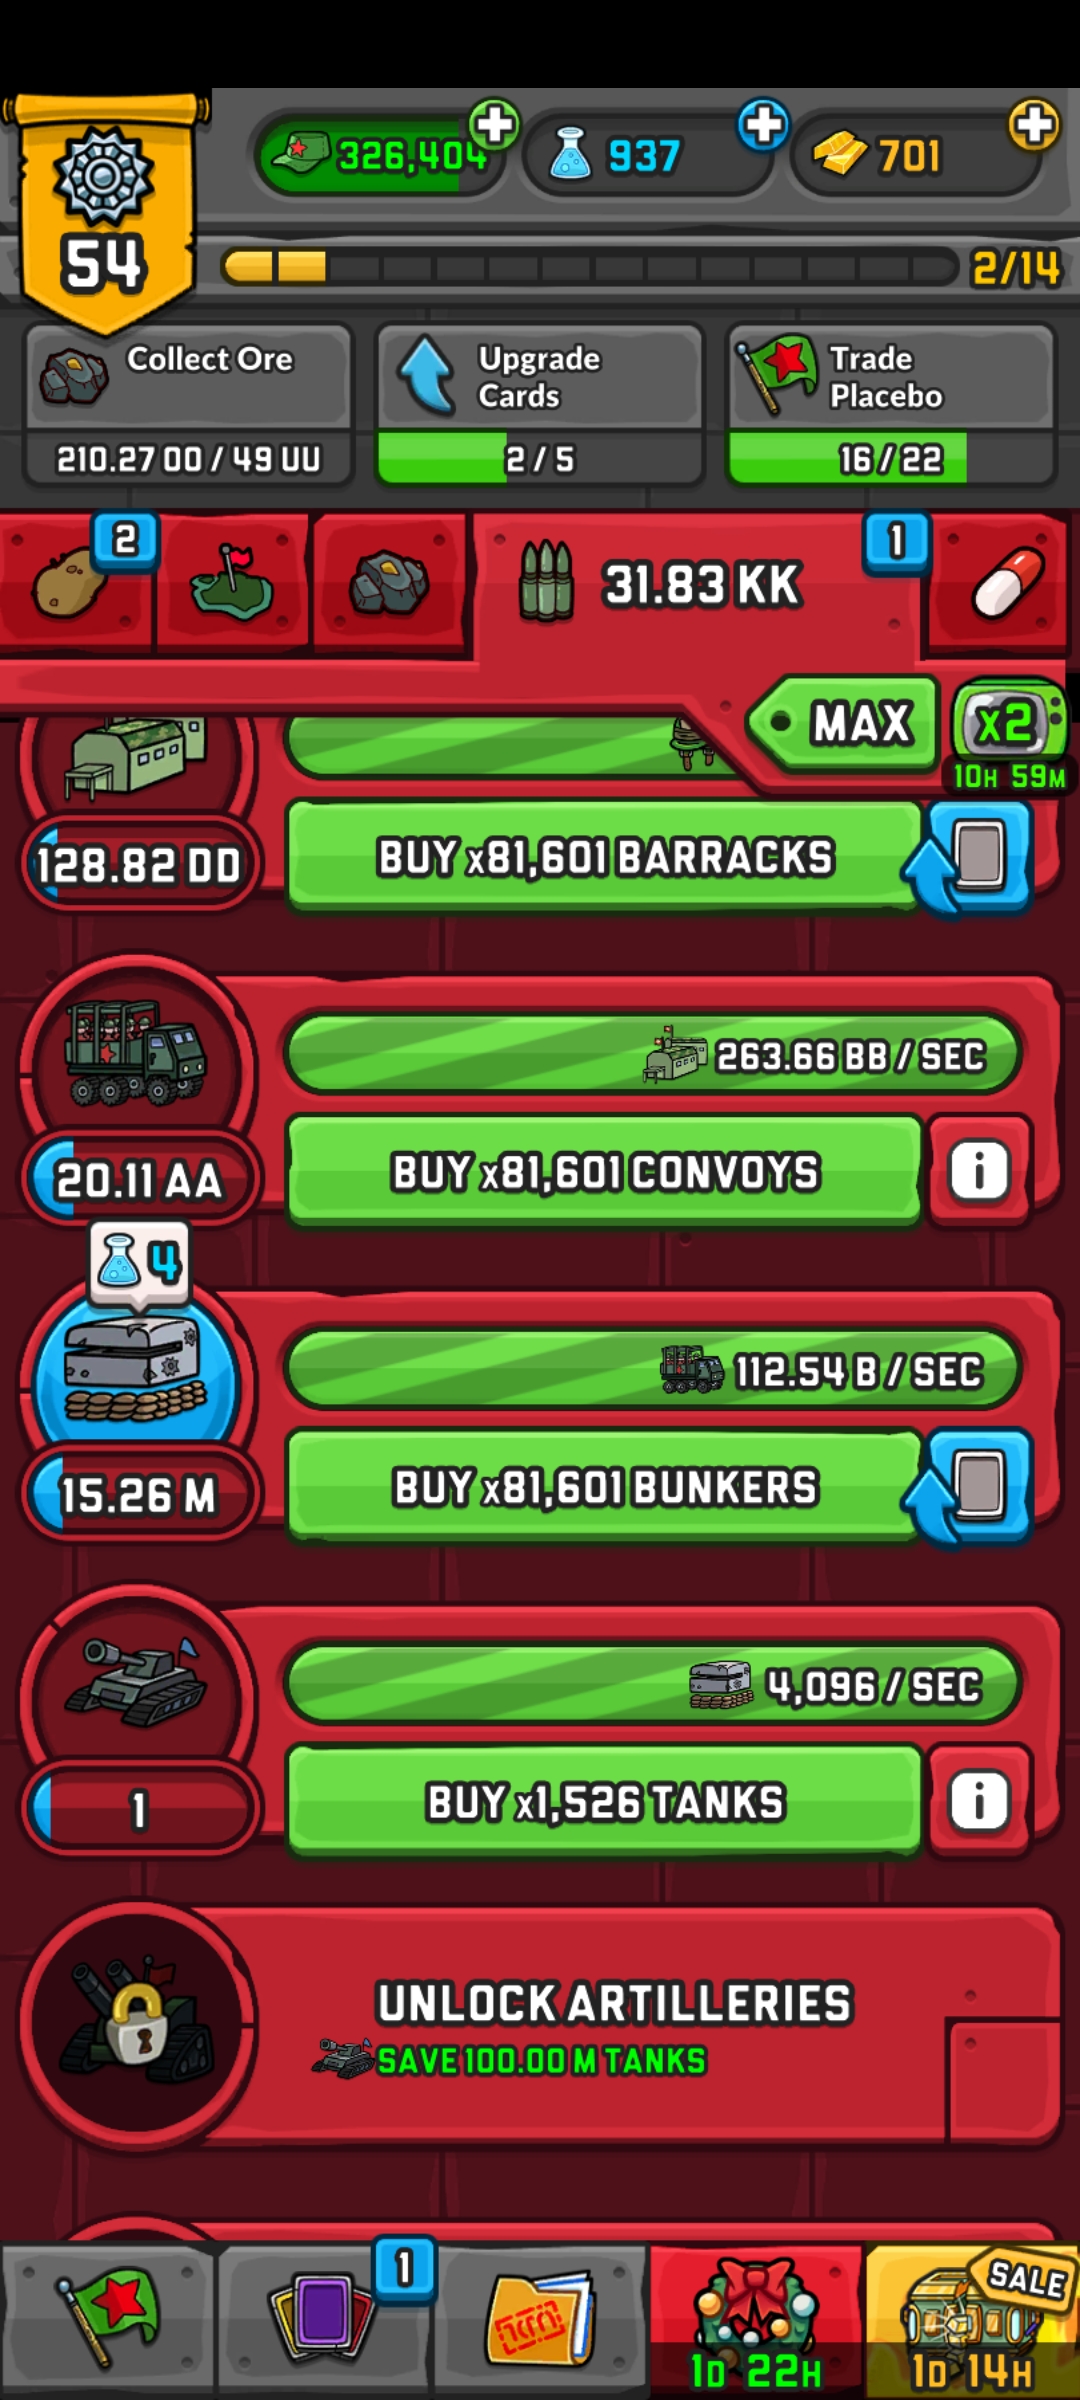 326,404
937
701
54
2/14
Collect Ore
210.27 OO / 49 UU
Upgrade
Cards
2 / 5
Trade
Placebo
16 / 22
2
31.83 KK
1
MAX
x2
10H 59M
128.82 DD
BUY x81,601 BARRACKS
263.66 BB / SEC
20.11 AA
BUY x81,601 CONVOYS
i
4
112.54 B / SEC
15.26 M
BUY x81,601 BUNKERS
4,096 / SEC
1
BUY x1,526 TANKS
i
UNLOCK ARTILLERIES
SAVE 100.00 M TANKS
1
SALE
1D 22H
1D 14H